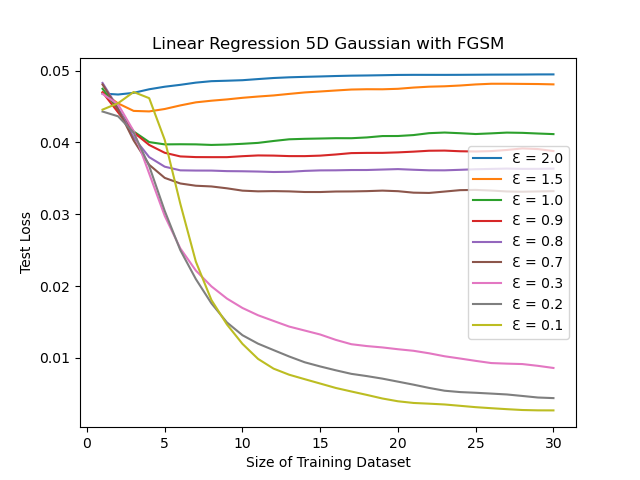 Linear Regression 5D Gaussian with FGSM
0.05
0.04
0.03
0.02
0.01
Test Loss
0
5
10
15
20
25
30
Size of Training Dataset
Ɛ = 2.0
Ɛ = 1.5
Ɛ = 1.0
Ɛ = 0.9
Ɛ = 0.8
Ɛ = 0.7
Ɛ = 0.3
Ɛ = 0.2
Ɛ = 0.1